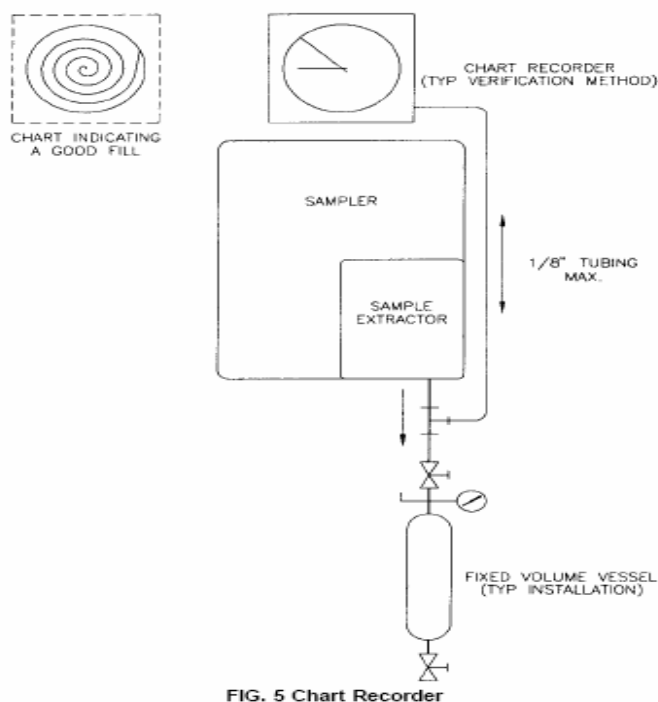 CHART INDICATING
A GOOD FILL
CHART RECORDER
(TYP VERIFICATION METHOD)
SAMPLER
1/8" TUBING
MAX.
SAMPLE
EXTRACTOR
FIXED VOLUME VESSEL
(TYP INSTALLATION)
FIG. 5 Chart Recorder